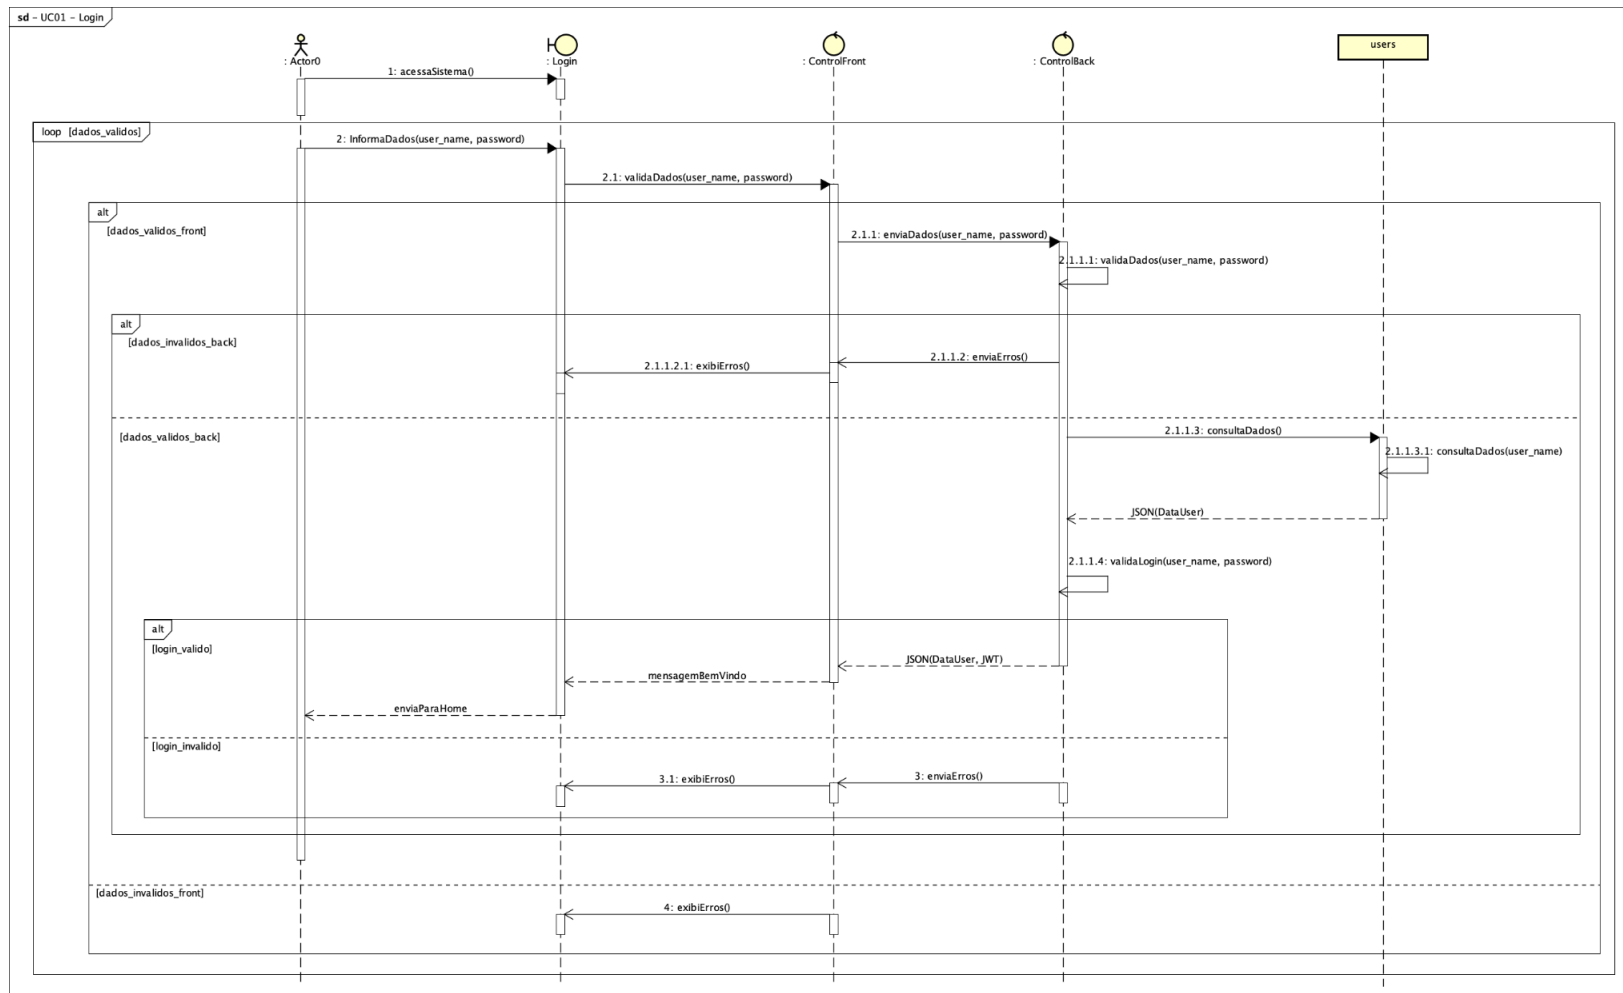 sd - UC01 - Login
: Actor0
: Login
: ControlFront
: ControlBack
users
1: acessaSistema()
loop [dados_validos]
2: InformaDados(user_name, password)
2.1: validaDados(user_name, password)
alt
[dados_validos_front]
2.1.1: enviaDados(user_name, password)
2.1.1.1: validaDados(user_name, password)
alt
[dados_invalidos_back]
2.1.1.2: enviaErros()
2.1.1.2.1: exibiErros()
[dados_validos_back]
2.1.1.3: consultaDados()
2.1.1.3.1: consultaDados(user_name)
JSON(DataUser)
2.1.1.4: validaLogin(user_name, password)
alt
[login_valido]
JSON(DataUser, JWT)
mensagemBemVindo
enviaParaHome
[login_invalido]
3: enviaErros()
3.1: exibiErros()
[dados_invalidos_front]
4: exibiErros()